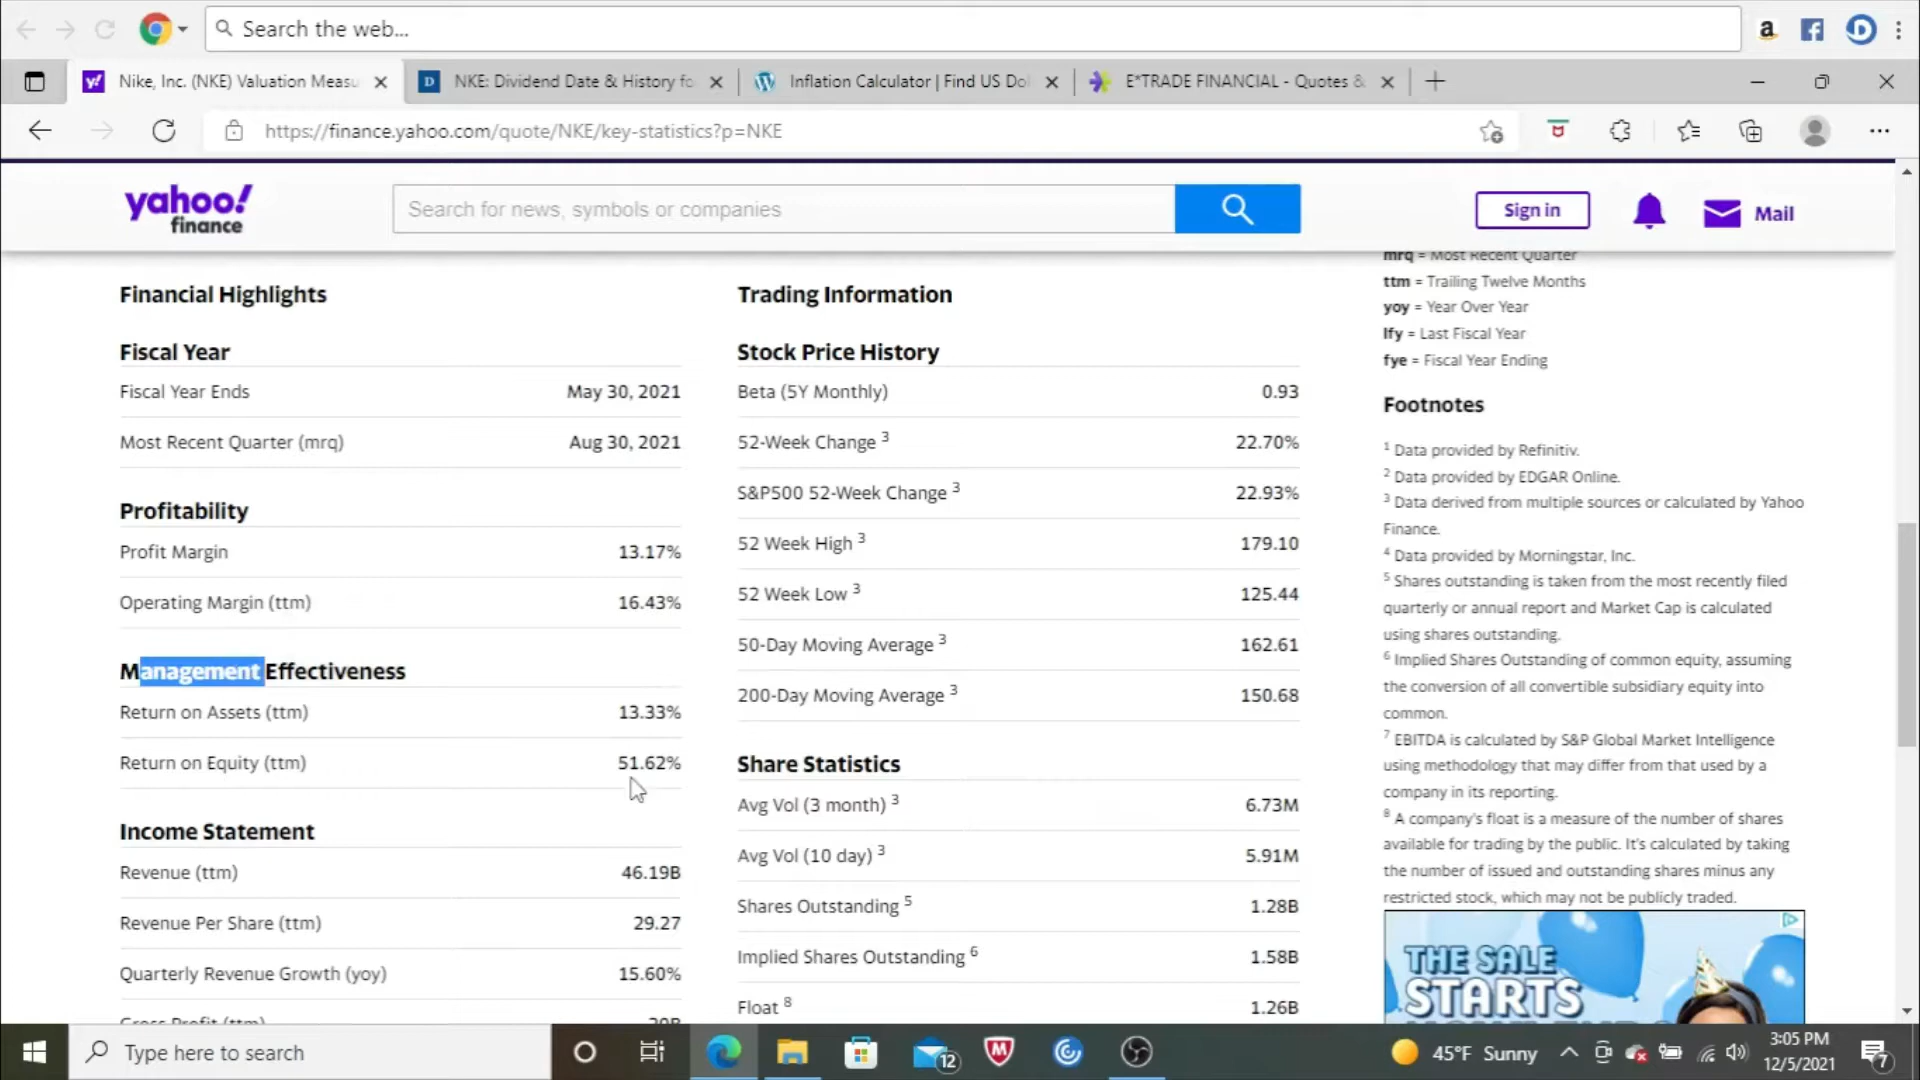 Search the web...
a
D
Nike, Inc. (NKE) Valuation Measu
D
NKE: Dividend Date & History fo
Inflation Calculator | Find US Dol
E*TRADE FINANCIAL - Quotes &
https://finance.yahoo.com/quote/NKE/key-statistics?p=NKE
yahoo!
finance
Search for news, symbols or companies
Sign in
Mail
Financial Highlights
Fiscal Year
Fiscal Year Ends May 30, 2021
Most Recent Quarter (mrq) Aug 30, 2021
Profitability
Profit Margin 13.17%
Operating Margin (ttm) 16.43%
Management Effectiveness
Return on Assets (ttm) 13.33%
Return on Equity (ttm) 51.62%
Income Statement
Revenue (ttm) 46.19B
Revenue Per Share (ttm) 29.27
Quarterly Revenue Growth (yoy) 15.60%
Gross Profit (ttm) 20B
Trading Information
Stock Price History
Beta (5Y Monthly) 0.93
52-Week Change 3 22.70%
S&P500 52-Week Change 3 22.93%
52 Week High 3 179.10
52 Week Low 3 125.44
50-Day Moving Average 3 162.61
200-Day Moving Average 3 150.68
Share Statistics
Avg Vol (3 month) 3 6.73M
Avg Vol (10 day) 3 5.91M
Shares Outstanding 5 1.28B
Implied Shares Outstanding 6 1.58B
Float 8 1.26B
mrq = Most Recent Quarter
ttm = Trailing Twelve Months
yoy = Year Over Year
lfy = Last Fiscal Year
fye = Fiscal Year Ending
Footnotes
1 Data provided by Refinitiv.
2 Data provided by EDGAR Online.
3 Data derived from multiple sources or calculated by Yahoo
Finance.
4 Data provided by Morningstar, Inc.
5 Shares outstanding is taken from the most recently filed
quarterly or annual report and Market Cap is calculated
using shares outstanding.
6 Implied Shares Outstanding of common equity, assuming
the conversion of all convertible subsidiary equity into
common.
7 EBITDA is calculated by S&P Global Market Intelligence
using methodology that may differ from that used by a
company in its reporting.
8 A company's float is a measure of the number of shares
available for trading by the public. It's calculated by taking
the number of issued and outstanding shares minus any
restricted stock, which may not be publicly traded.
THE SALE
STARTS
Type here to search
12
45°F Sunny
3:05 PM
12/5/2021
7